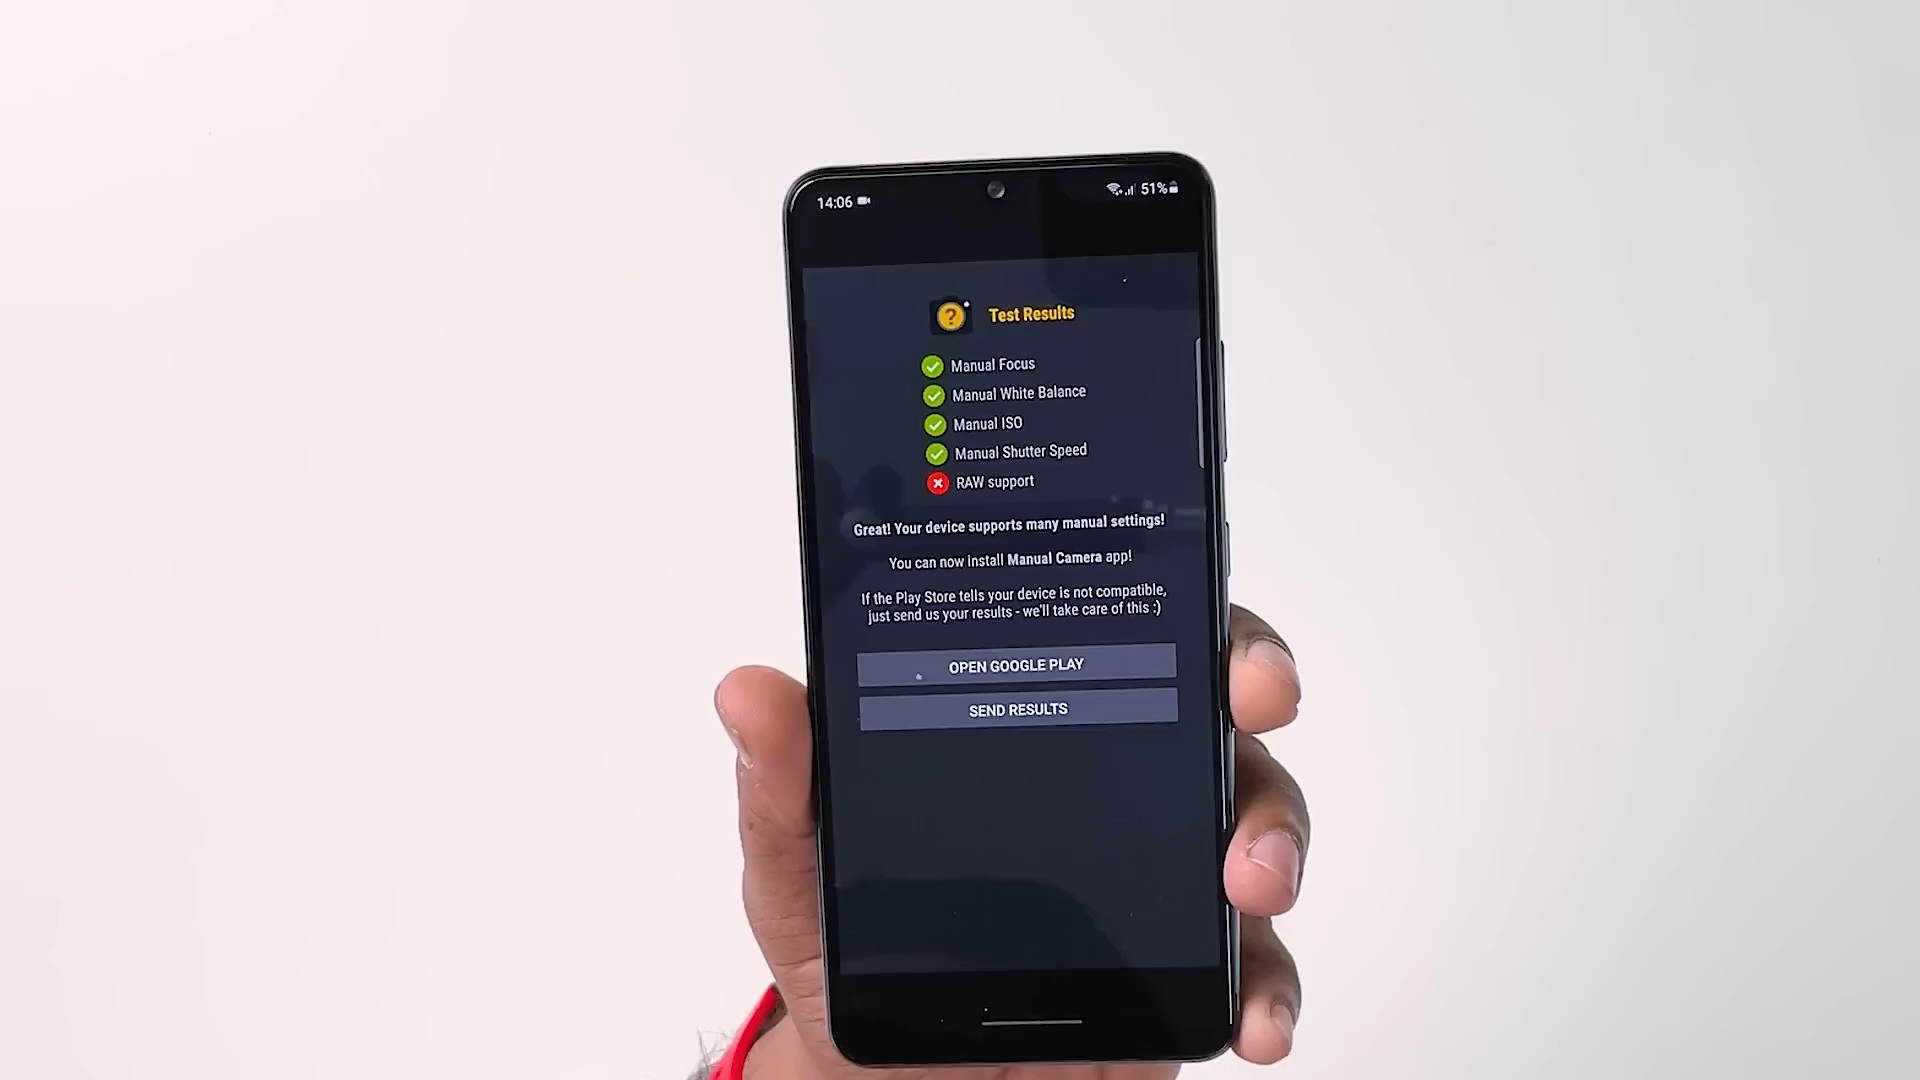 14:06
51%
Test Results
Manual Focus
Manual White Balance
Manual ISO
Manual Shutter Speed
RAW support
Great! Your device supports many manual settings!
You can now install Manual Camera app!
If the Play Store tells your device is not compatible,
just send us your results - we'll take care of this :)
OPEN GOOGLE PLAY
SEND RESULTS